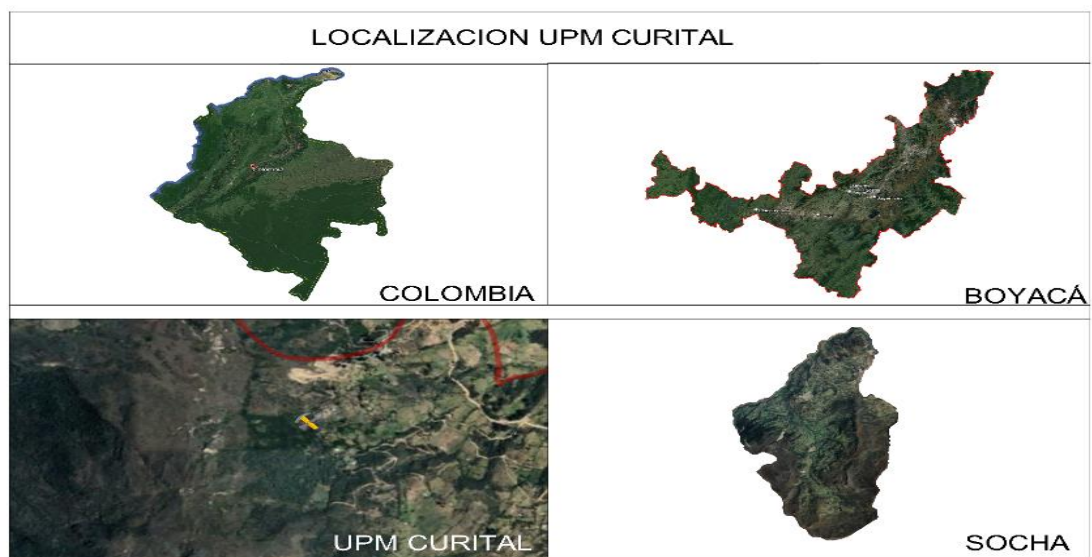 LOCALIZACION UPM CURITAL
COLOMBIA
BOYACÁ
UPM CURITAL
SOCHA